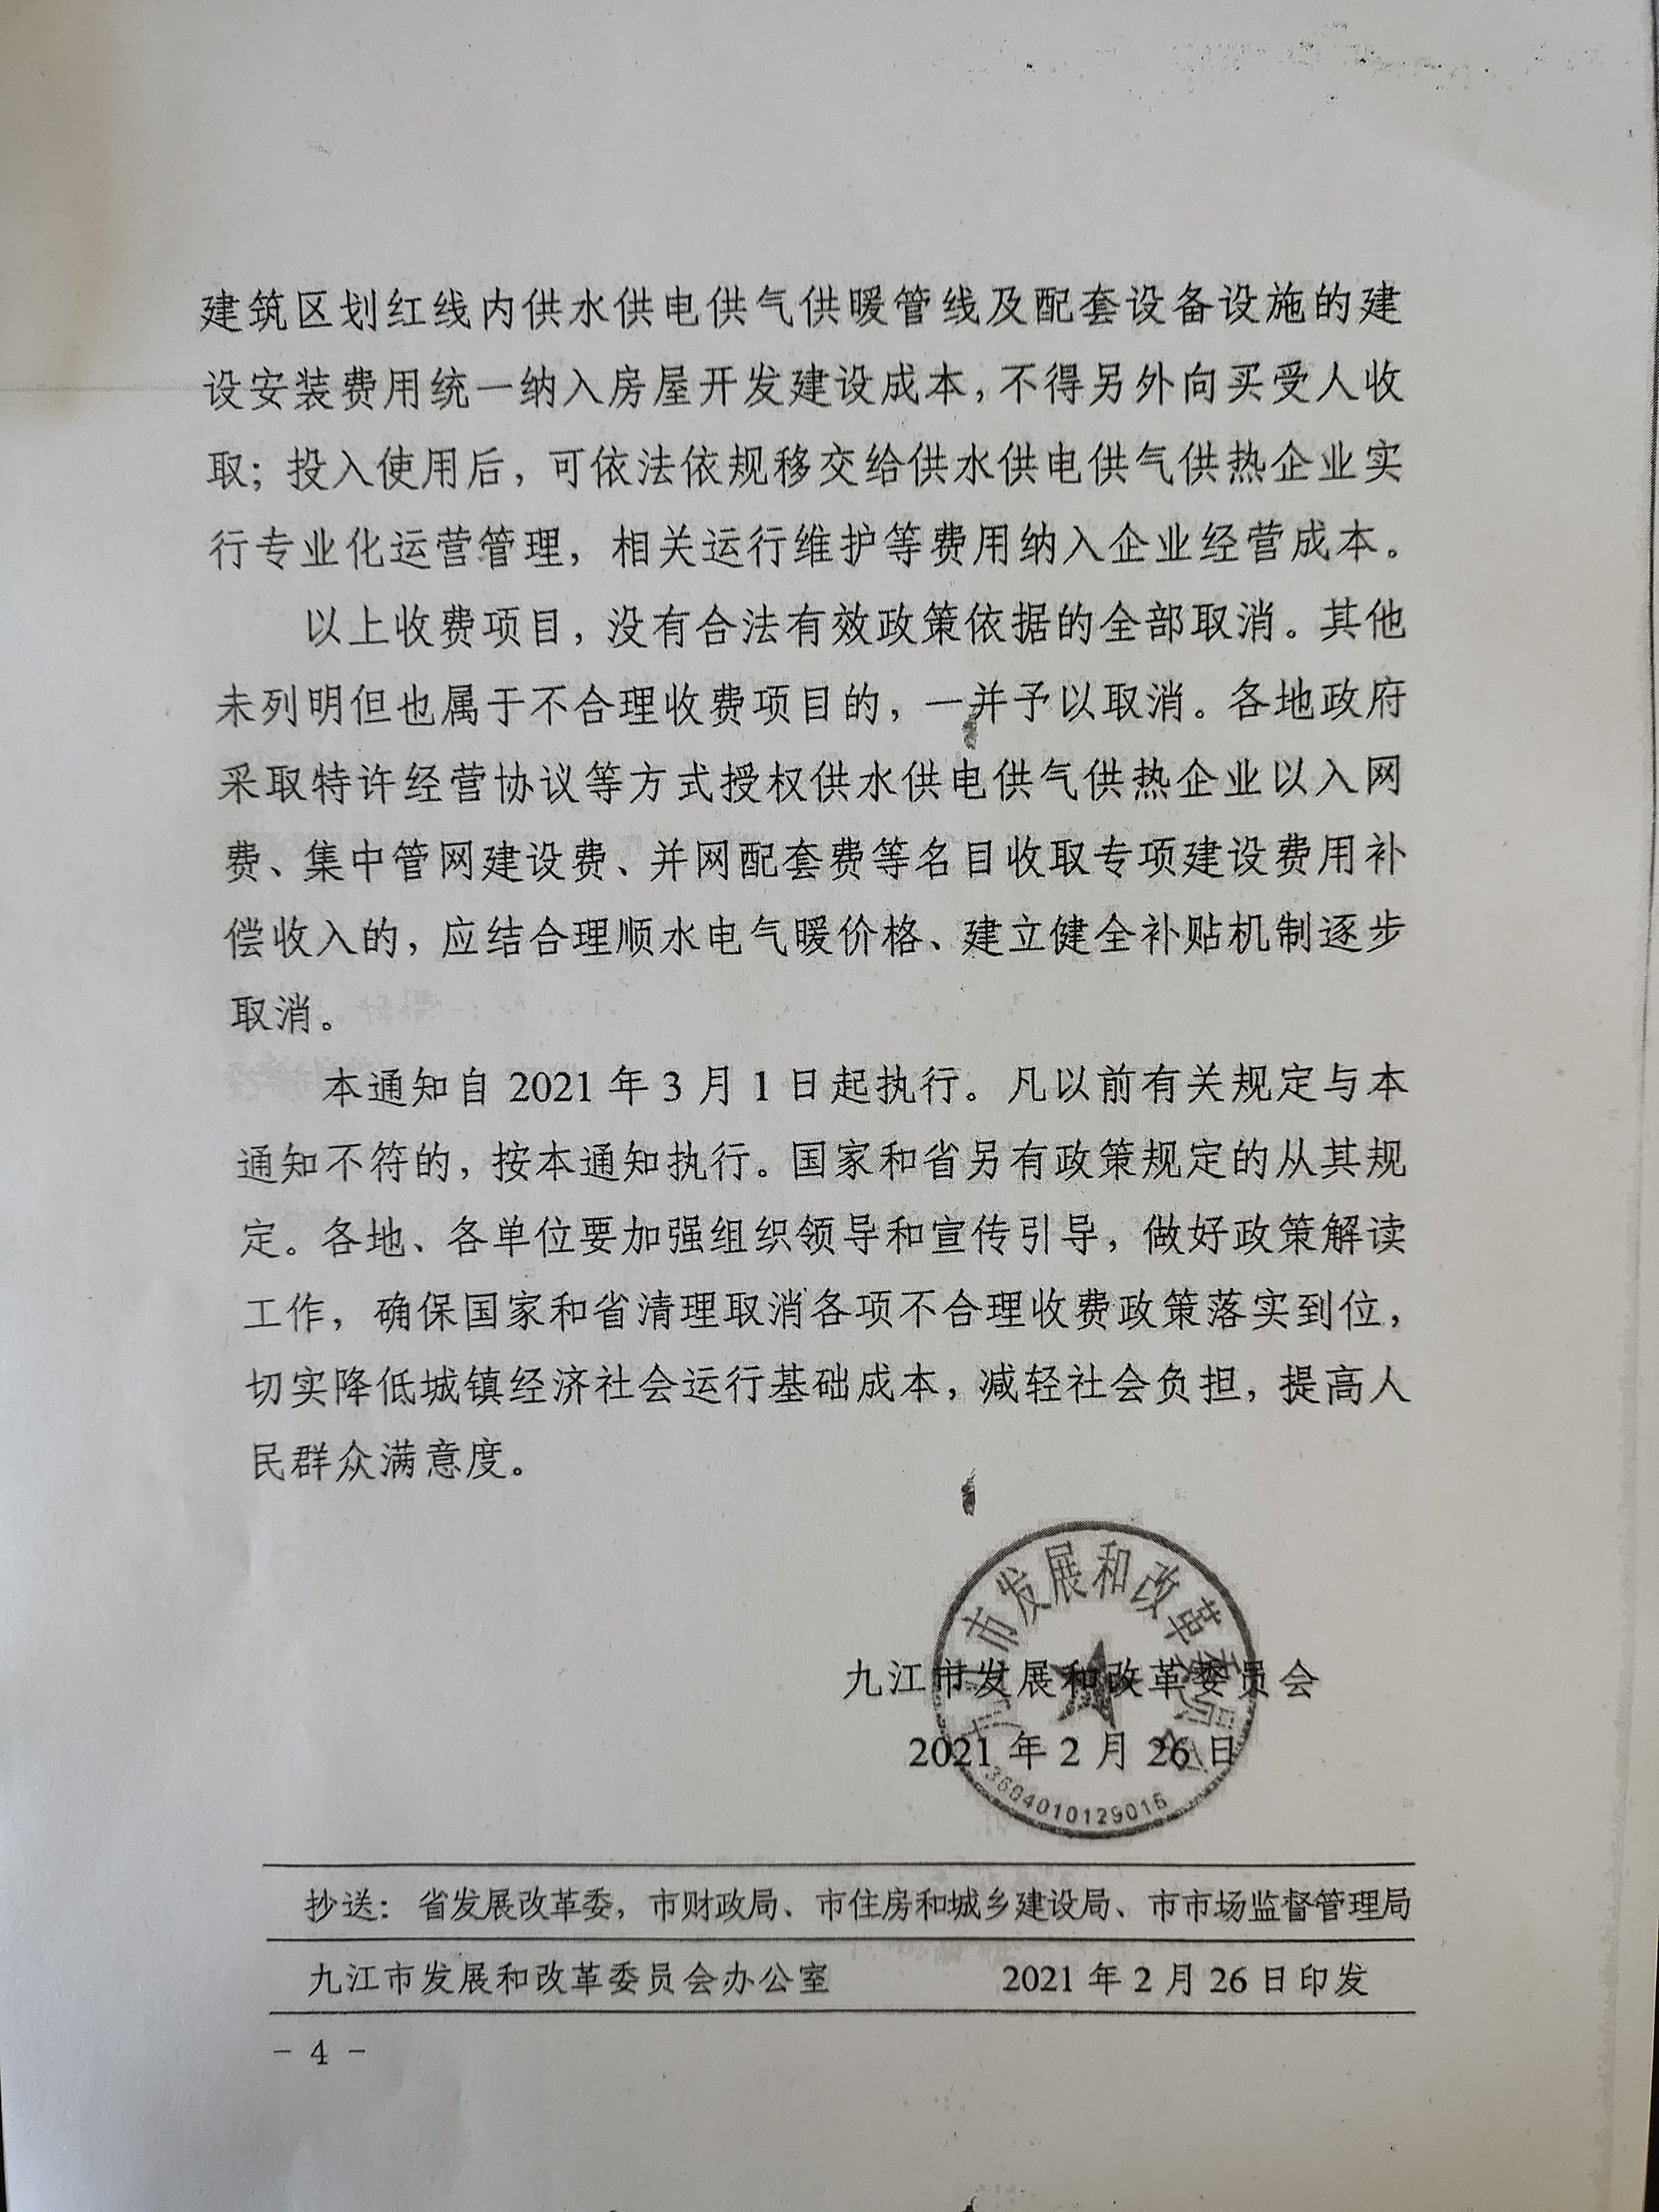 建筑区划红线内供水供电供气供暖管线及配套设备设施的建
设安装费用统一纳入房屋开发建设成本，不得另外向买受人收
取；投入使用后，可依法依规移交给供水供电供气供热企业实
行专业化运营管理，相关运行维护等费用纳入企业经营成本。
以上收费项目，没有合法有效政策依据的全部取消。其他
未列明但也属于不合理收费项目的，一并予以取消。各地政府
采取特许经营协议等方式授权供水供电供气供热企业以入网
费、集中管网建设费、并网配套费等名目收取专项建设费用补
偿收入的，应结合理顺水电气暖价格、建立健全补贴机制逐步
取消。
本通知自 2021 年 3 月 1 日起执行。凡以前有关规定与本
通知不符的，按本通知执行。国家和省另有政策规定的从其规
定。各地、各单位要加强组织领导和宣传引导，做好政策解读
工作，确保国家和省清理取消各项不合理收费政策落实到位，
切实降低城镇经济社会运行基础成本，减轻社会负担，提高人
民群众满意度。
九江市发展和改革委员会
九江市发展和改革委员会
2021 年 2 月 26 日
3604010129016
抄送：省发展改革委，市财政局、市住房和城乡建设局、市市场监督管理局
九江市发展和改革委员会办公室 2021 年 2 月 26 日印发
- 4 -